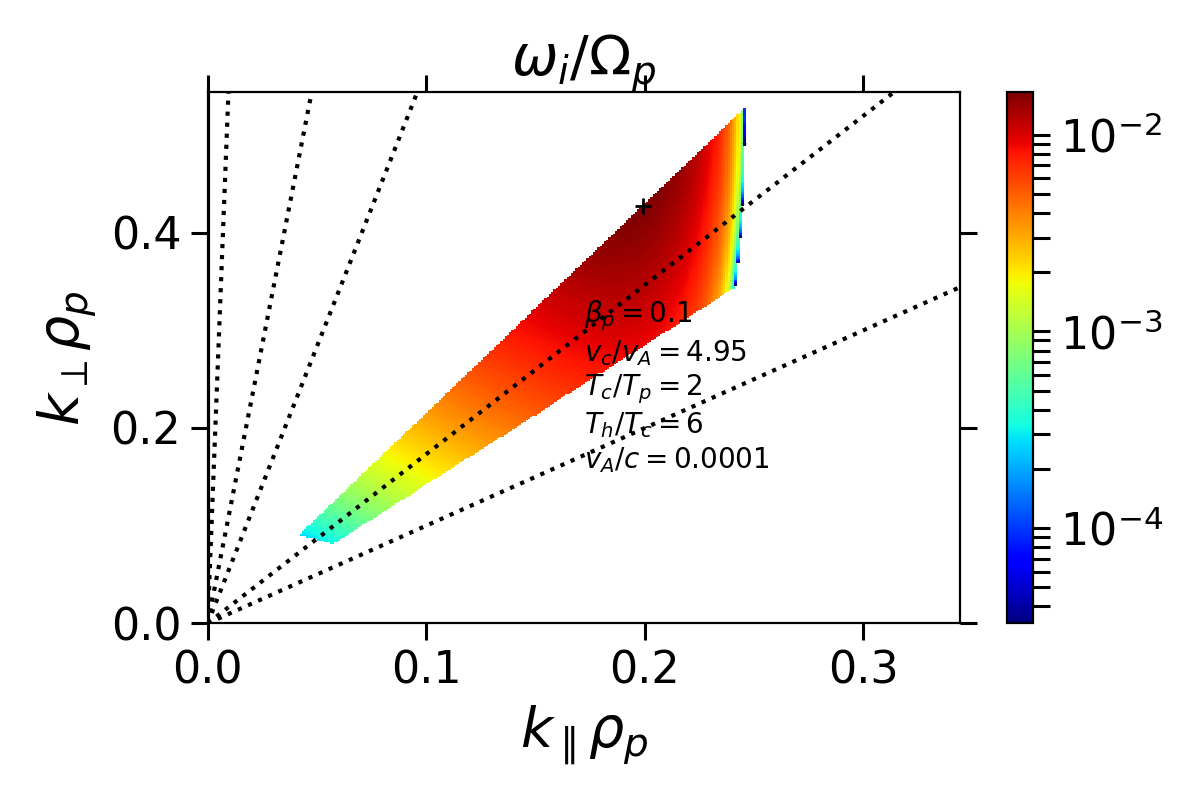 ω_i/Ω_p
k_⊥ρ_p
0.4
0.2
0.0
0.0 0.1 0.2 0.3
k_∥ρ_p
β_p = 0.1
v_c/v_A = 4.95
T_c/T_p = 2
T_h/T_c = 6
v_A/c = 0.0001
10⁻²
10⁻³
10⁻⁴